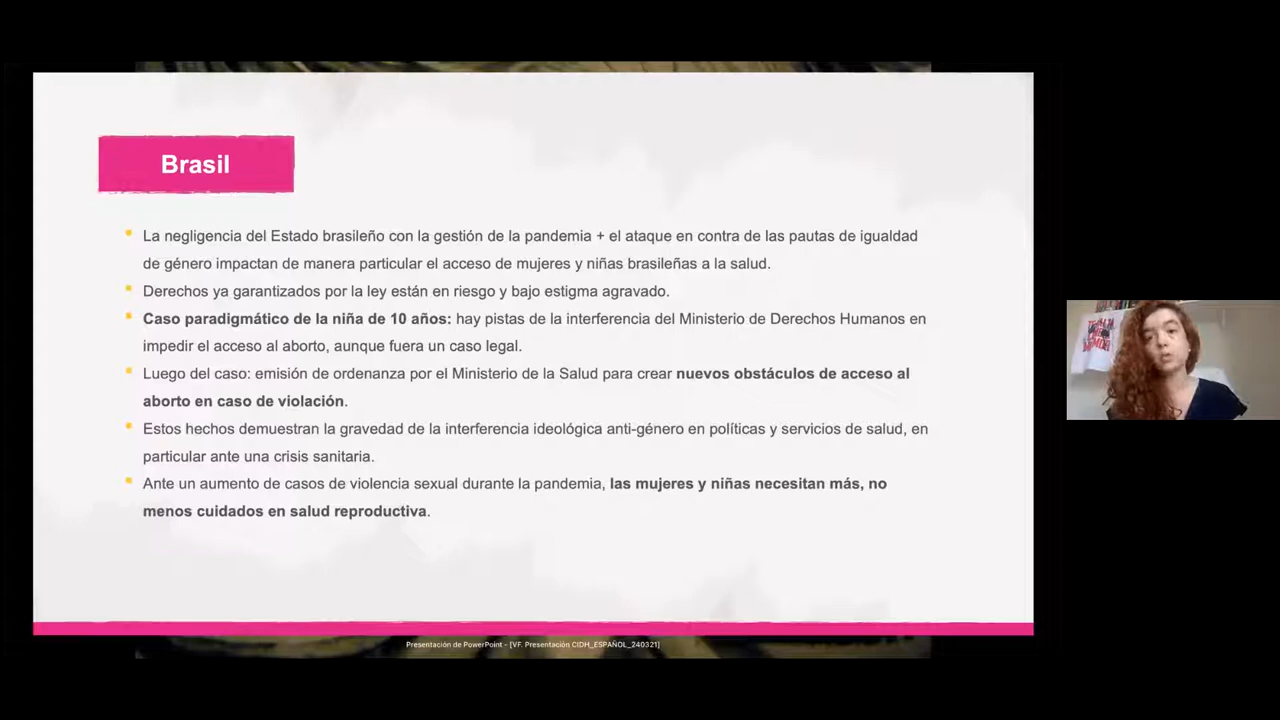 Brasil
La negligencia del Estado brasileño con la gestión de la pandemia + el ataque en contra de las pautas de igualdad
de género impactan de manera particular el acceso de mujeres y niñas brasileñas a la salud.
Derechos ya garantizados por la ley están en riesgo y bajo estigma agravado.
Caso paradigmático de la niña de 10 años: hay pistas de la interferencia del Ministerio de Derechos Humanos en
impedir el acceso al aborto, aunque fuera un caso legal.
Luego del caso: emisión de ordenanza por el Ministerio de la Salud para crear nuevos obstáculos de acceso al
aborto en caso de violación.
Estos hechos demuestran la gravedad de la interferencia ideológica anti-género en políticas y servicios de salud, en
particular ante una crisis sanitaria.
Ante un aumento de casos de violencia sexual durante la pandemia, las mujeres y niñas necesitan más, no
menos cuidados en salud reproductiva.
Presentación de PowerPoint - [VF. Presentación CIDH_ESPAÑOL_240321]